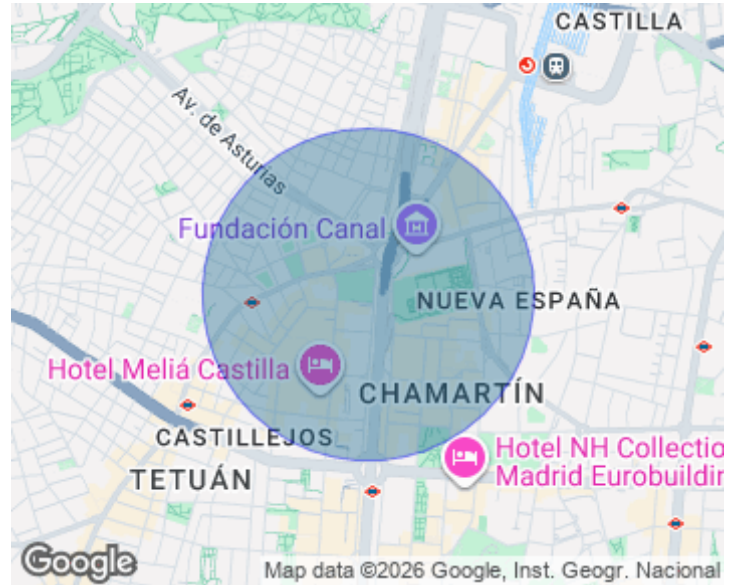 CASTILLA
Av. de Asturias
Fundación Canal
NUEVA ESPAÑA
Hotel Meliá Castilla
CHAMARTÍN
CASTILLEJOS
Hotel NH Collectio
Madrid Eurobuildin
TETUÁN
Google
Map data ©2026 Google, Inst. Geogr. Nacional